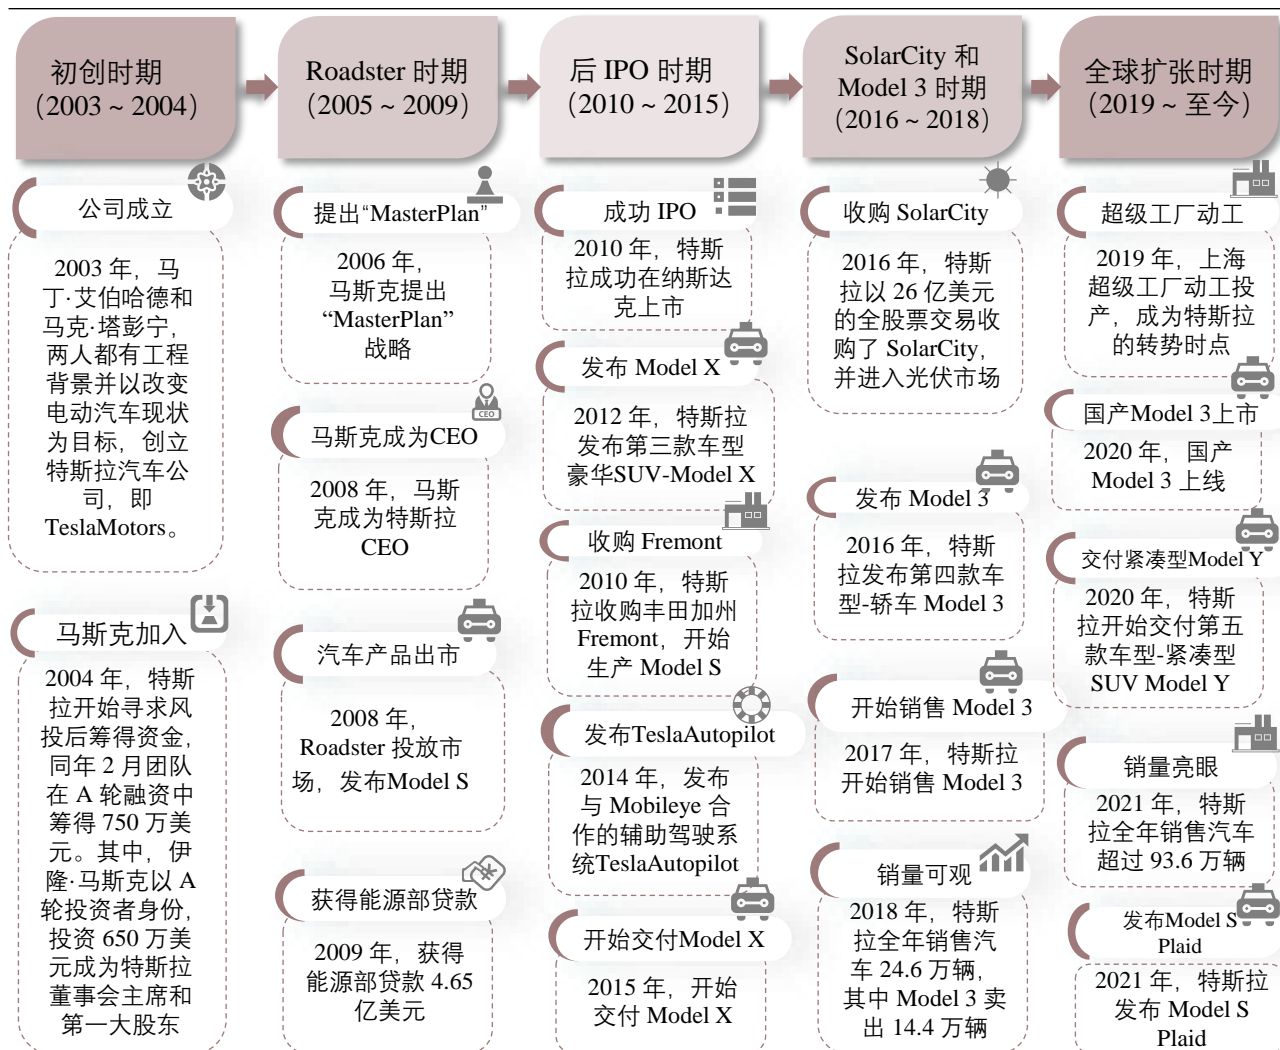 初创时期
（2003 ~ 2004）
公司成立
2003 年，马
丁·艾伯哈德和
马克·塔彭宁，
两人都有工程
背景并以改变
电动汽车现状
为目标，创立
特斯拉汽车公
司，即
TeslaMotors。
马斯克加入
2004 年，特斯
拉开始寻求风
投后筹得资金，
同年 2 月团队
在 A 轮融资中
筹得 750 万美
元。其中，伊
隆·马斯克以 A
轮投资者身份，
投资 650 万美
元成为特斯拉
董事会主席和
第一大股东
Roadster 时期
（2005 ~ 2009）
提出“MasterPlan”
2006 年，
马斯克提出
“MasterPlan”
战略
CEO
马斯克成为CEO
2008 年，马斯
克成为特斯拉
CEO
汽车产品出市
2008 年，
Roadster 投放市
场，发布Model S
获得能源部贷款
2009 年，获得
能源部贷款 4.65
亿美元
后 IPO 时期
（2010 ~ 2015）
成功 IPO
2010 年，特斯
拉成功在纳斯达
克上市
发布 Model X
2012 年，特斯拉
发布第三款车型
豪华SUV-Model X
收购 Fremont
2010 年，特斯
拉收购丰田加州
Fremont，开始
生产 Model S
发布TeslaAutopilot
2014 年，发布
与 Mobileye 合
作的辅助驾驶系
统TeslaAutopilot
开始交付Model X
2015 年，开始
交付 Model X
SolarCity 和
Model 3 时期
（2016 ~ 2018）
收购 SolarCity
2016 年，特斯
拉以 26 亿美元
的全股票交易收
购了 SolarCity，
并进入光伏市场
发布 Model 3
2016 年，特斯
拉发布第四款车
型-轿车 Model 3
开始销售 Model 3
2017 年，特斯拉
开始销售 Model 3
销量可观
2018 年，特斯
拉全年销售汽
车 24.6 万辆，
其中 Model 3 卖
出 14.4 万辆
全球扩张时期
（2019 ~ 至今）
超级工厂动工
2019 年，上海
超级工厂动工投
产，成为特斯拉
的转势时点
国产Model 3上市
2020 年，国产
Model 3 上线
交付紧凑型Model Y
2020 年，特斯
拉开始交付第五
款车型-紧凑型
SUV Model Y
销量亮眼
2021 年，特斯
拉全年销售汽车
超过 93.6 万辆
发布Model S
Plaid
2021 年，特斯拉
发布 Model S
Plaid